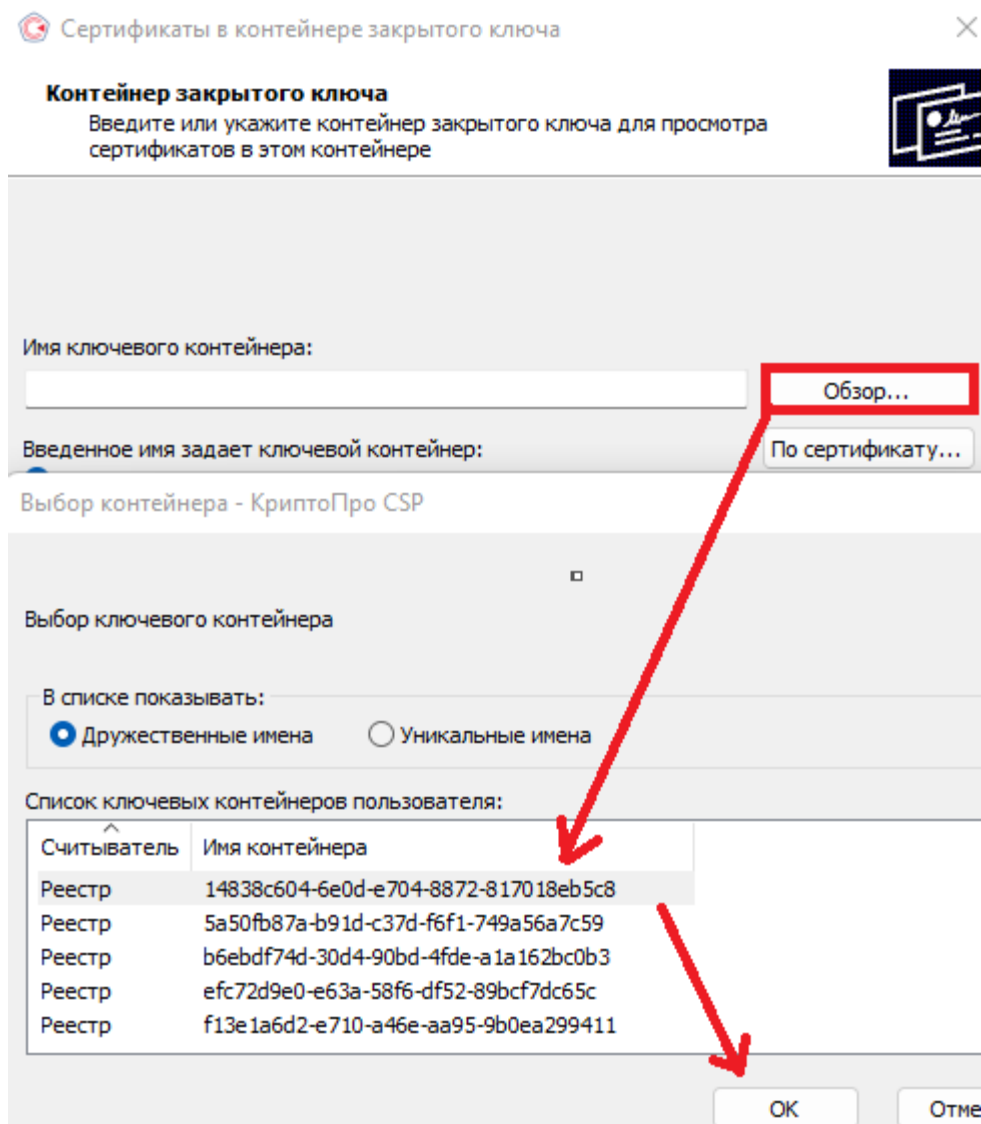 Сертификаты в контейнере закрытого ключа
Контейнер закрытого ключа
Введите или укажите контейнер закрытого ключа для просмотра
сертификатов в этом контейнере
Имя ключевого контейнера:
Обзор...
Введенное имя задает ключевой контейнер:
По сертификату...
Выбор контейнера - КриптоПро CSP
Выбор ключевого контейнера
В списке показывать:
Дружественные имена Уникальные имена
Список ключевых контейнеров пользователя:
Считыватель Имя контейнера
Реестр 14838c604-6e0d-e704-8872-817018eb5c8
Реестр 5a50fb87a-b91d-c37d-f6f1-749a56a7c59
Реестр b6ebdf74d-30d4-90bd-4fde-a1a162bc0b3
Реестр efc72d9e0-e63a-58f6-df52-89bcf7dc65c
Реестр f13e1a6d2-e710-a46e-aa95-9b0ea299411
OK Отме